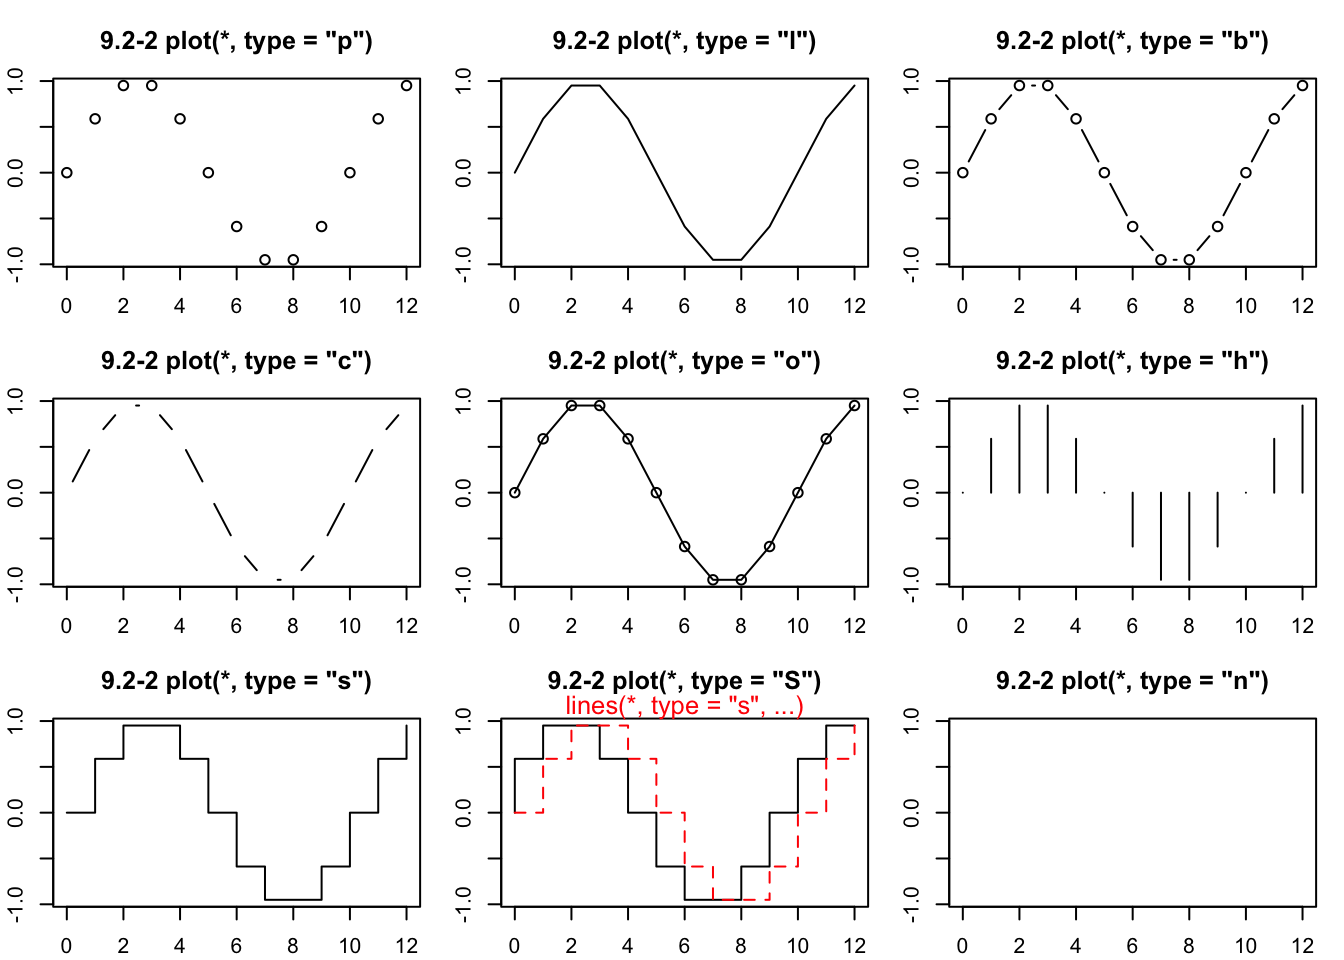 9.2-2 plot(*, type = "p")
1.0
0.0
-1.0
0 2 4 6 8 10 12
9.2-2 plot(*, type = "l")
1.0
0.0
-1.0
0 2 4 6 8 10 12
9.2-2 plot(*, type = "b")
1.0
0.0
-1.0
0 2 4 6 8 10 12
9.2-2 plot(*, type = "c")
1.0
0.0
-1.0
0 2 4 6 8 10 12
9.2-2 plot(*, type = "o")
1.0
0.0
-1.0
0 2 4 6 8 10 12
9.2-2 plot(*, type = "h")
1.0
0.0
-1.0
0 2 4 6 8 10 12
9.2-2 plot(*, type = "s")
1.0
0.0
-1.0
0 2 4 6 8 10 12
9.2-2 plot(*, type = "S")
lines(*, type = "s", ...)
1.0
0.0
-1.0
0 2 4 6 8 10 12
9.2-2 plot(*, type = "n")
1.0
0.0
-1.0
0 2 4 6 8 10 12